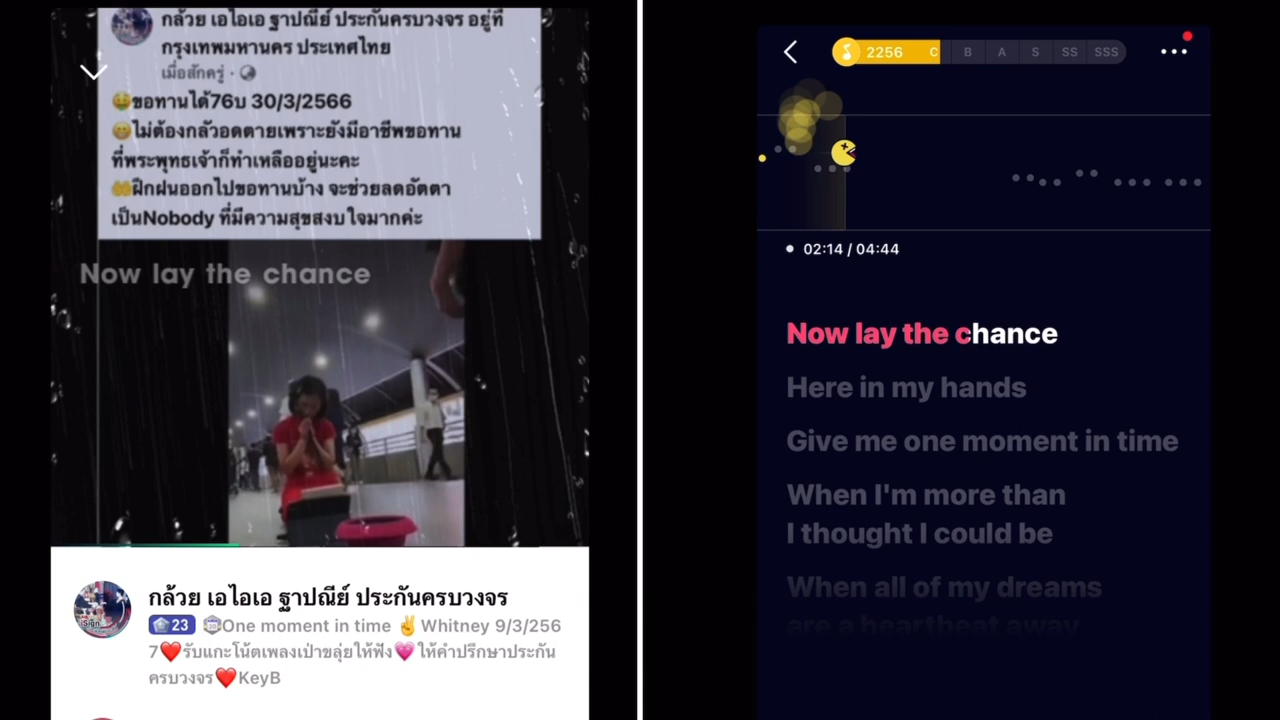 กล้วย เอไอเอ ฐาปณีย์ ประกันครบวงจร อยู่ที่
กรุงเทพมหานคร ประเทศไทย
เมื่อสักครู่ ·
🤑ขอทานได้76บ 30/3/2566
🤭ไม่ต้องกลัวอดตายเพราะยังมีอาชีพขอทาน
ที่พระพุทธเจ้าก็ทำเหลืออยู่นะคะ
🤲ฝึกฝนออกไปขอทานบ้าง จะช่วยลดอัตตา
เป็นNobody ที่มีความสุขสงบใจมากค่ะ
Now lay the chance
กล้วย เอไอเอ ฐาปณีย์ ประกันครบวงจร
23 One moment in time ✌️Whitney 9/3/256
7❤️รับแกะโน้ตเพลงเป่าขลุ่ยให้ฟัง💗ให้คำปรึกษาประกัน
ครบวงจร❤️KeyB
2256 C B A S SS SSS
02:14 / 04:44
Now lay the chance
Here in my hands
Give me one moment in time
When I'm more than
I thought I could be
When all of my dreams
are a heartbeat away